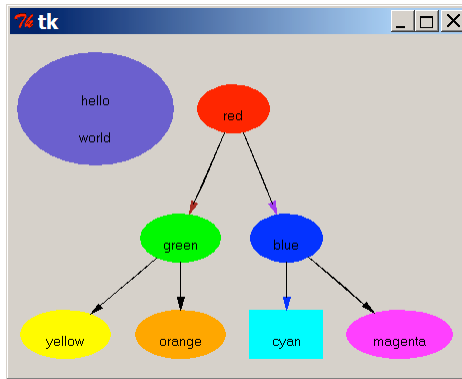 tk
hello
world
red
green
blue
yellow
orange
cyan
magenta